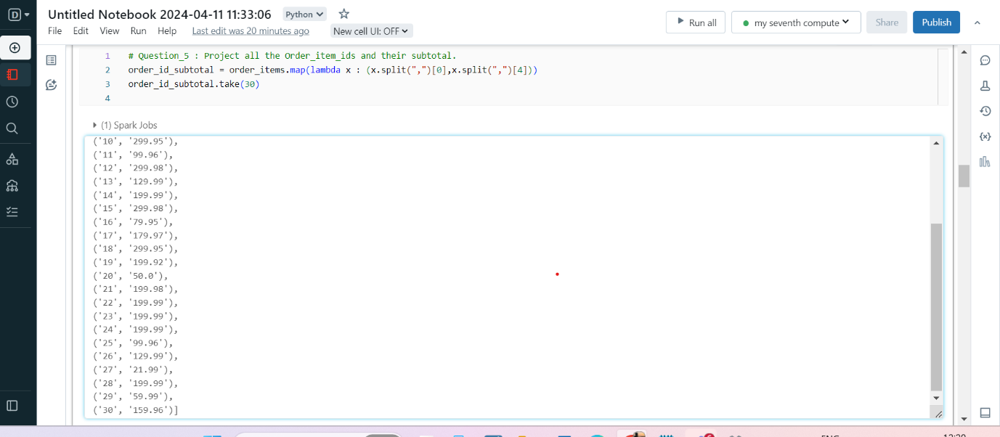 D
Untitled Notebook 2024-04-11 11:33:06 Python
File Edit View Run Help Last edit was 20 minutes ago New cell UI: OFF
Run all
my seventh compute
Share
Publish
1 # Question_5 : Project all the Order_item_ids and their subtotal.
2 order_id_subtotal = order_items.map(lambda x : (x.split(",")[0],x.split(",")[4]))
3 order_id_subtotal.take(30)
4
(1) Spark Jobs
('10', '299.95'),
('11', '99.96'),
('12', '299.98'),
('13', '129.99'),
('14', '199.99'),
('15', '299.98'),
('16', '79.95'),
('17', '179.97'),
('18', '299.95'),
('19', '199.92'),
('20', '50.0'),
('21', '199.98'),
('22', '199.99'),
('23', '199.99'),
('24', '199.99'),
('25', '99.96'),
('26', '129.99'),
('27', '21.99'),
('28', '199.99'),
('29', '59.99'),
('30', '159.96')]
{x}